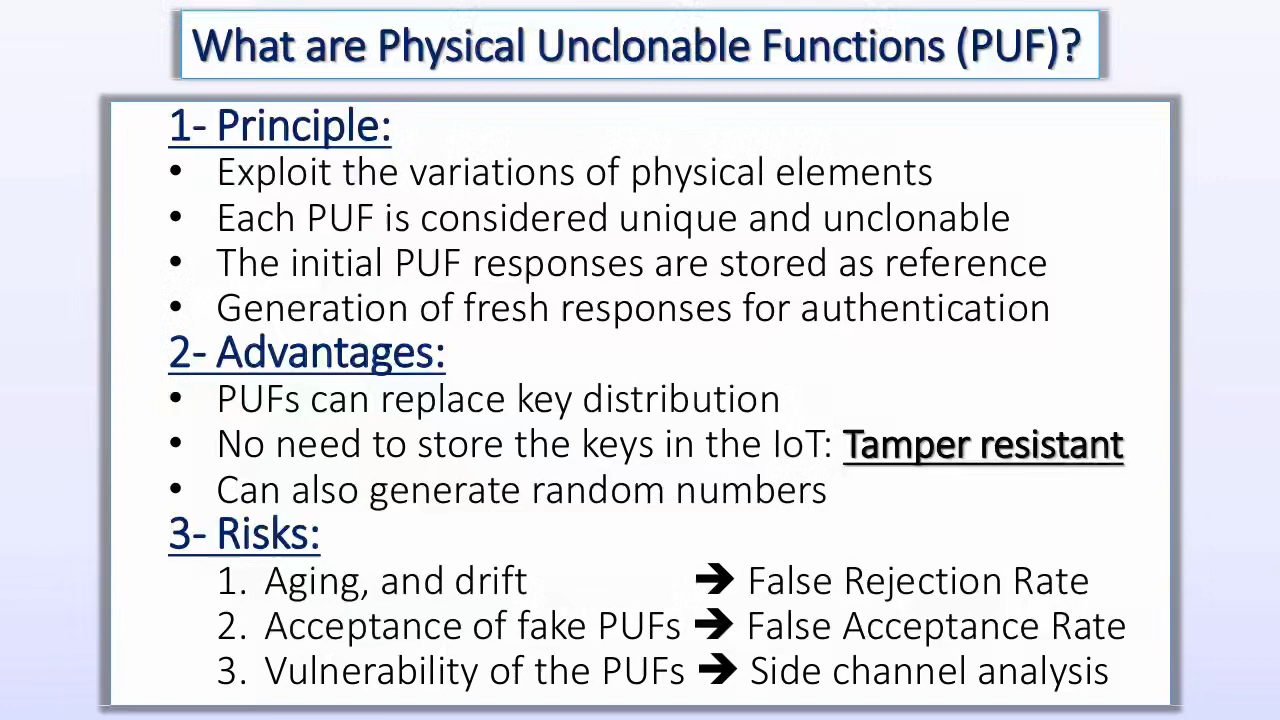 What are Physical Unclonable Functions (PUF)?
1- Principle:
• Exploit the variations of physical elements
• Each PUF is considered unique and unclonable
• The initial PUF responses are stored as reference
• Generation of fresh responses for authentication
2- Advantages:
• PUFs can replace key distribution
• No need to store the keys in the IoT: Tamper resistant
• Can also generate random numbers
3- Risks:
1. Aging, and drift ➔ False Rejection Rate
2. Acceptance of fake PUFs ➔ False Acceptance Rate
3. Vulnerability of the PUFs ➔ Side channel analysis